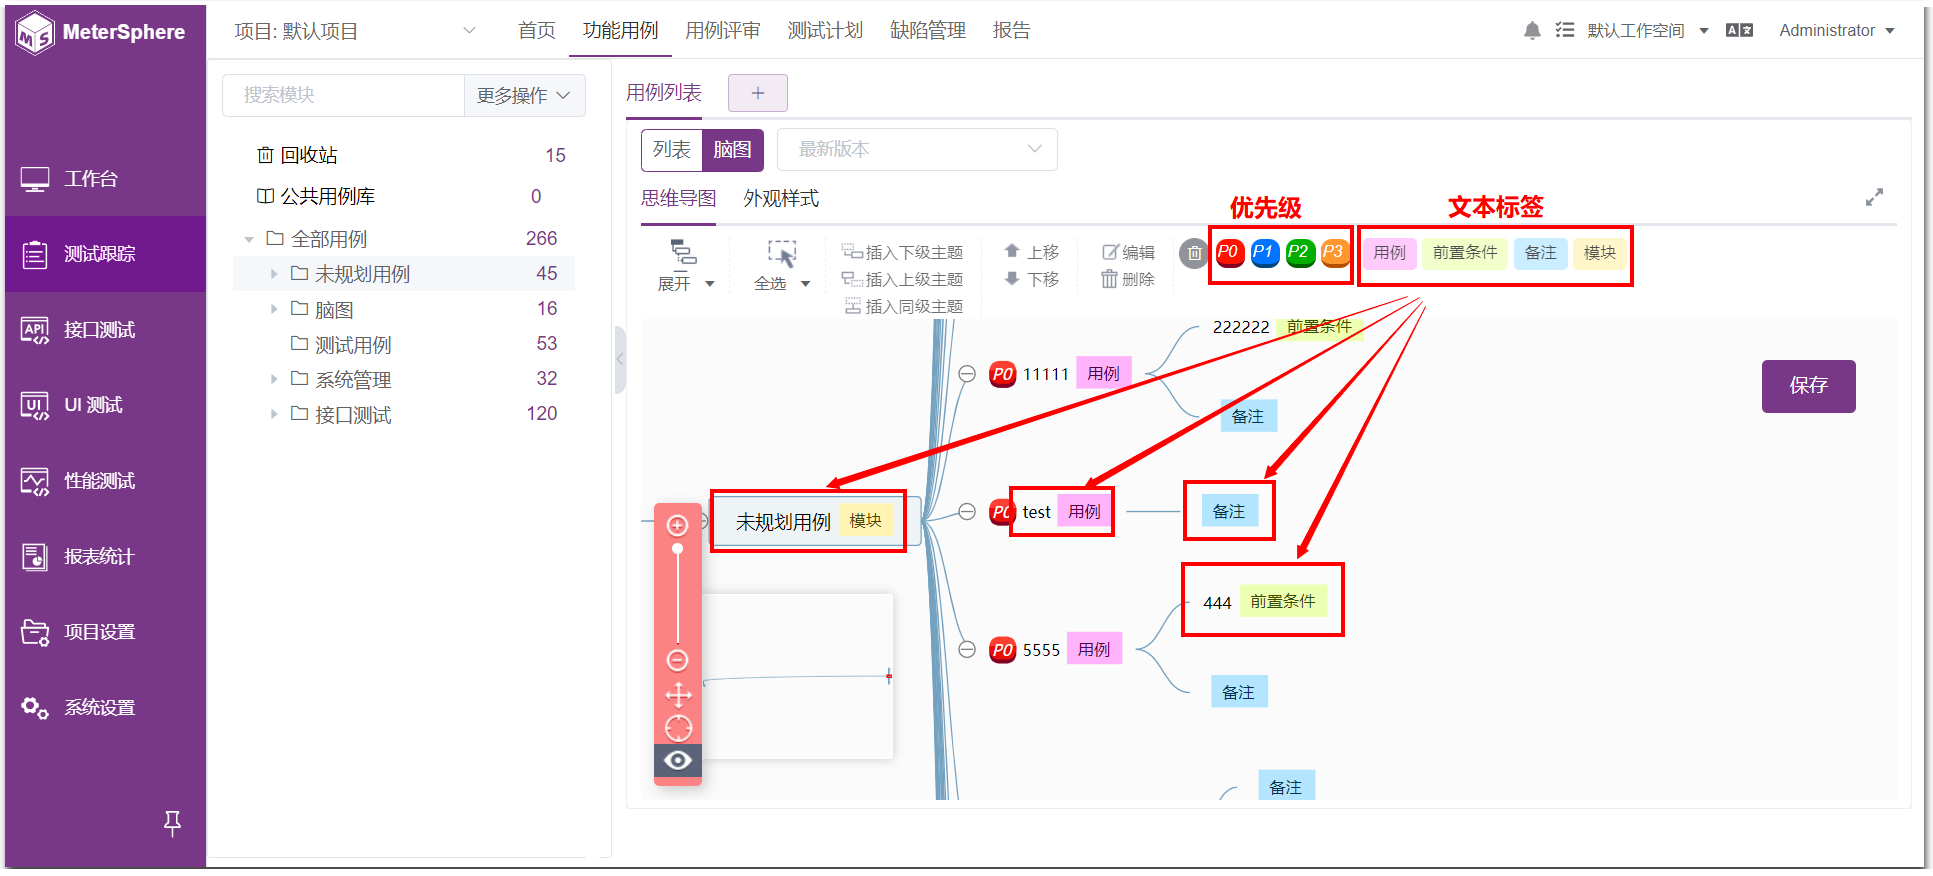 MeterSphere
项目: 默认项目
首页
功能用例
用例评审
测试计划
缺陷管理
报告
默认工作空间
Administrator
工作台
测试跟踪
接口测试
UI 测试
性能测试
报表统计
项目设置
系统设置
搜索模块
更多操作
回收站 15
公共用例库 0
全部用例 266
未规划用例 45
脑图 16
测试用例 53
系统管理 32
接口测试 120
用例列表
+
列表
脑图
最新版本
思维导图
外观样式
优先级
文本标签
展开
全选
插入下级主题
插入上级主题
插入同级主题
上移
下移
编辑
删除
P0
P1
P2
P3
用例
前置条件
备注
模块
222222 前置条件
P0 11111 用例
备注
未规划用例 模块
P0 test 用例
备注
444 前置条件
P0 5555 用例
备注
备注
保存